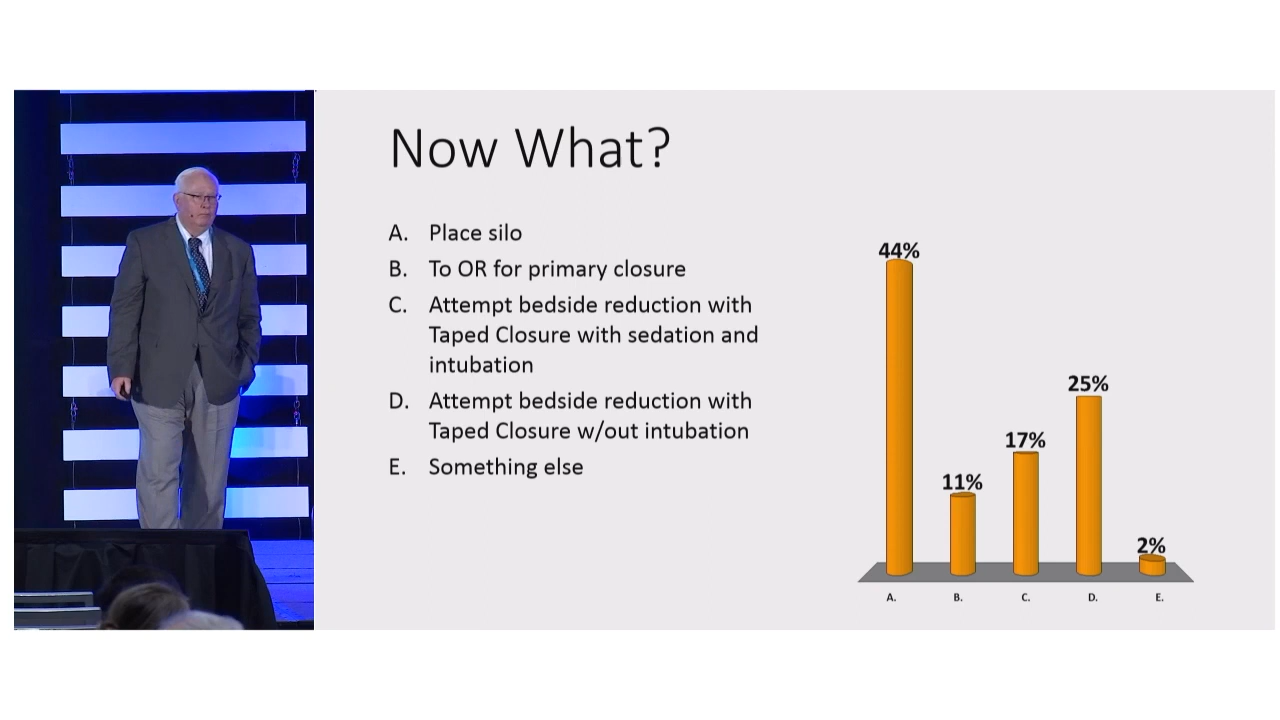 Now What?
A. Place silo
B. To OR for primary closure
C. Attempt bedside reduction with
Taped Closure with sedation and
intubation
D. Attempt bedside reduction with
Taped Closure w/out intubation
E. Something else
44%
11%
17%
25%
2%
A. B. C. D. E.